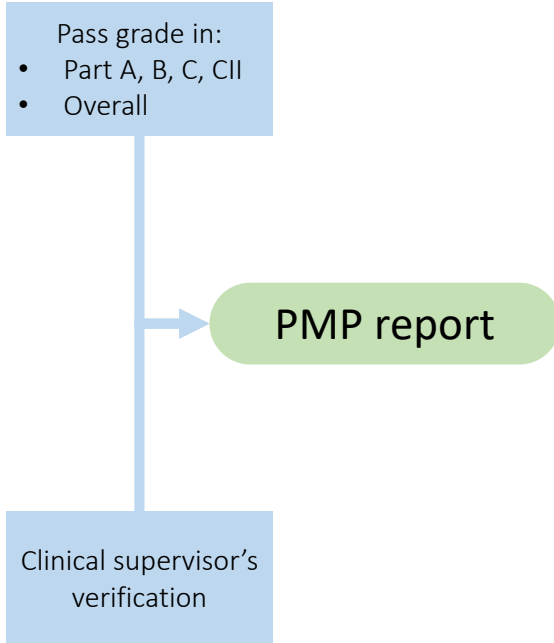 Pass grade in:
• Part A, B, C, CII
• Overall
PMP report
Clinical supervisor’s
verification